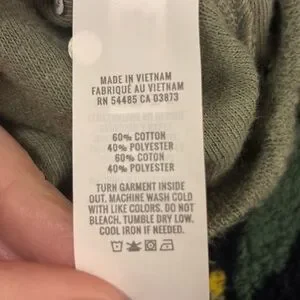 MADE IN VIETNAM
FABRIQUÉ AU VIETNAM
RN 54485 CA 03873
60% COTTON
40% POLYESTER
60% COTON
40% POLYESTER
TURN GARMENT INSIDE
OUT. MACHINE WASH COLD
WITH LIKE COLORS. DO NOT
BLEACH. TUMBLE DRY LOW.
COOL IRON IF NEEDED.